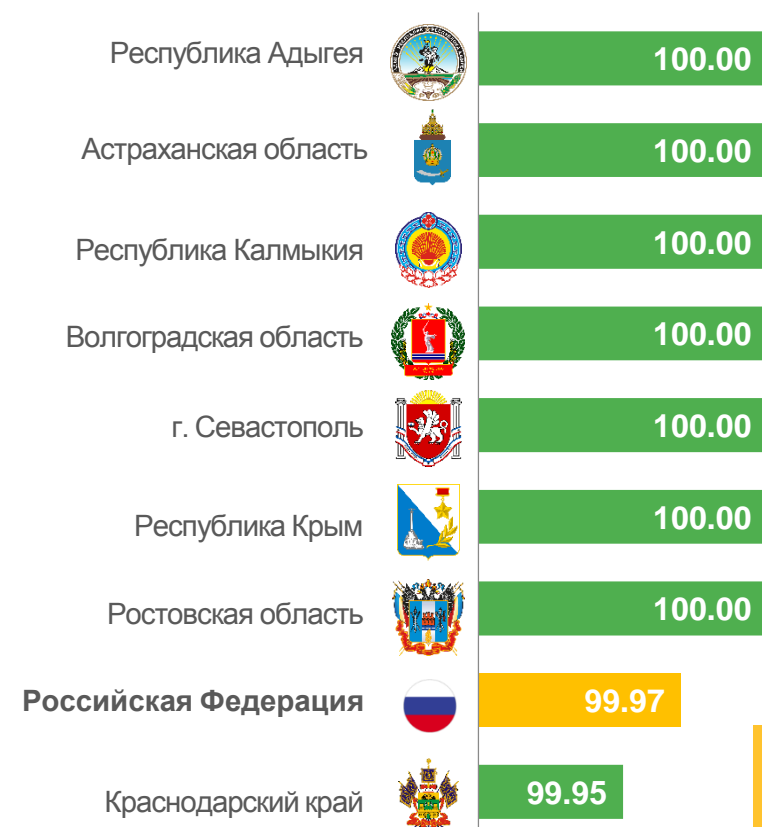 Республика Адыгея 100.00
Астраханская область 100.00
Республика Калмыкия 100.00
Волгоградская область 100.00
г. Севастополь 100.00
Республика Крым 100.00
Ростовская область 100.00
Российская Федерация 99.97
Краснодарский край 99.95